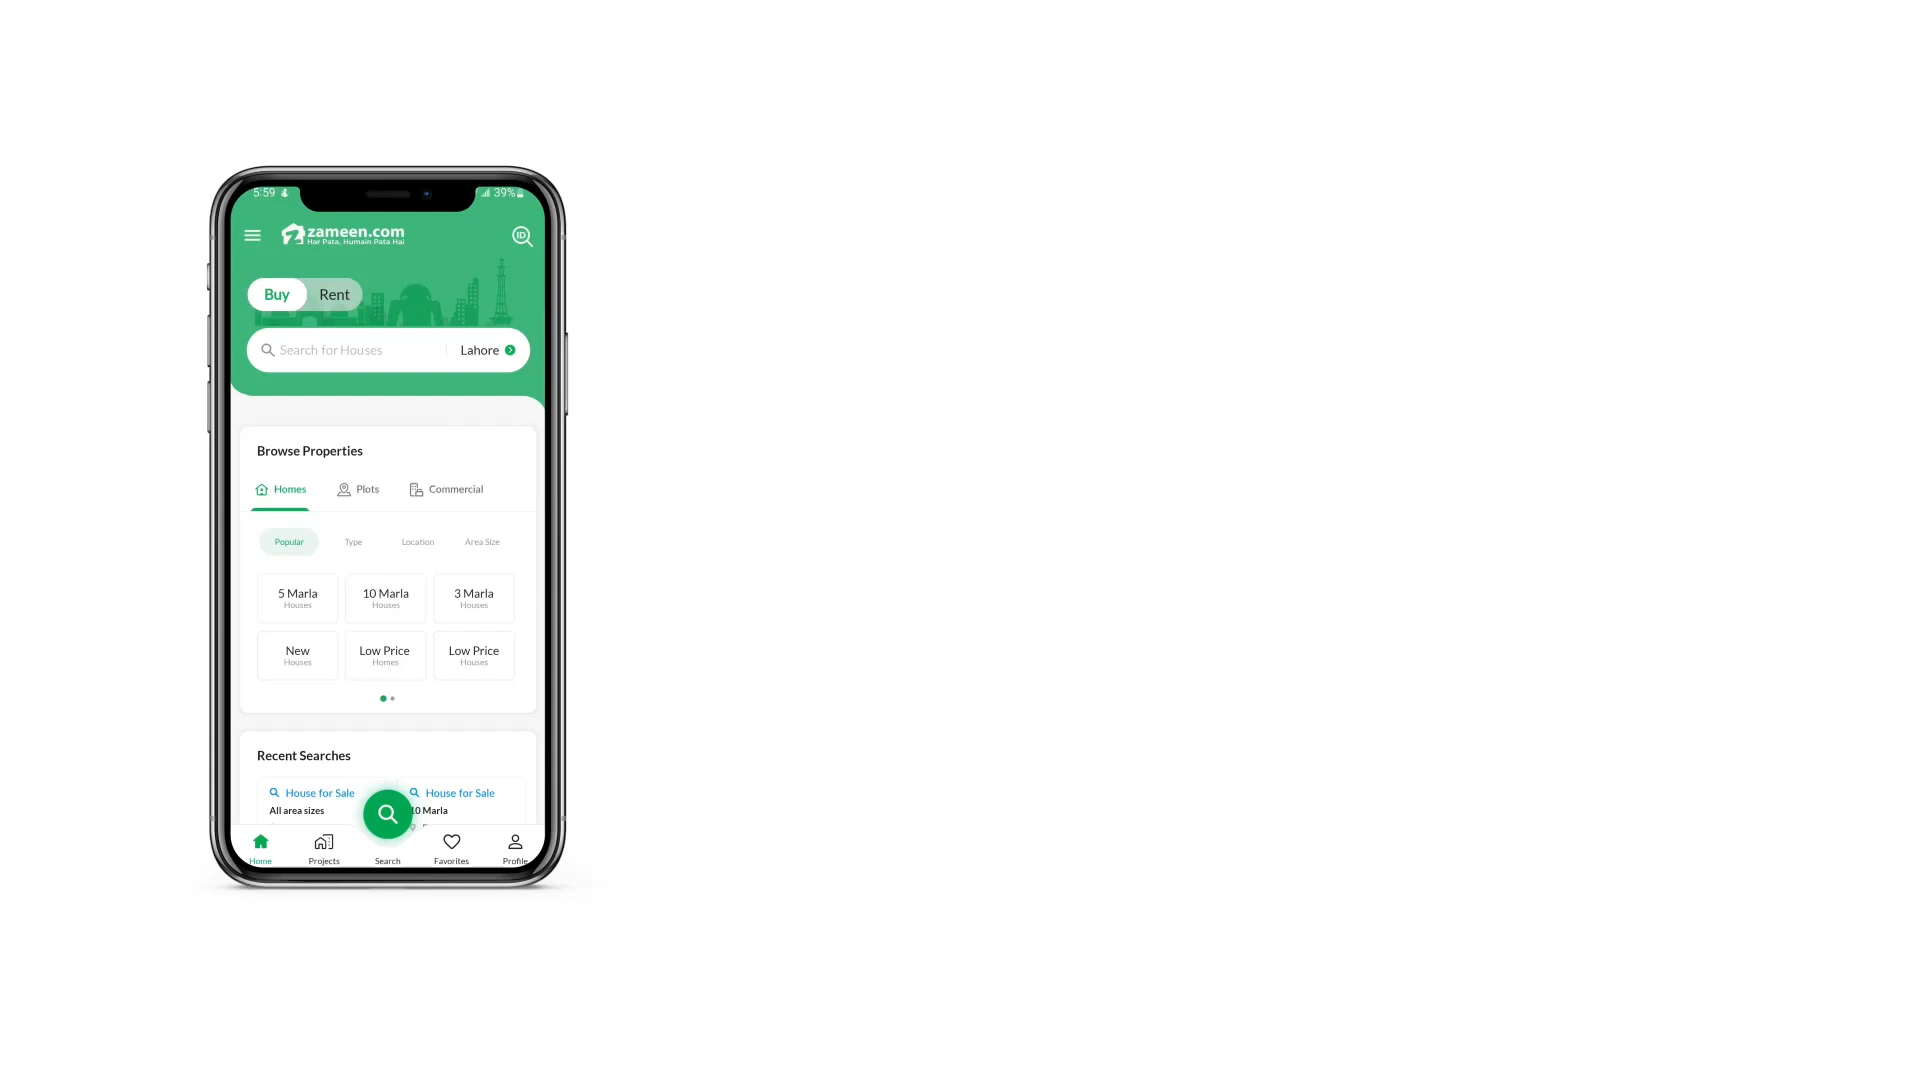 5:59
39%
zameen.com
Har Pata, Humain Pata Hai
ID
Buy Rent
Search for Houses Lahore
Browse Properties
Homes Plots Commercial
Popular Type Location Area Size
5 Marla 10 Marla 3 Marla
Houses Houses Houses
New Low Price Low Price
Houses Homes Houses
Recent Searches
House for Sale House for Sale
All area sizes 10 Marla
Home Projects Search Favorites Profile